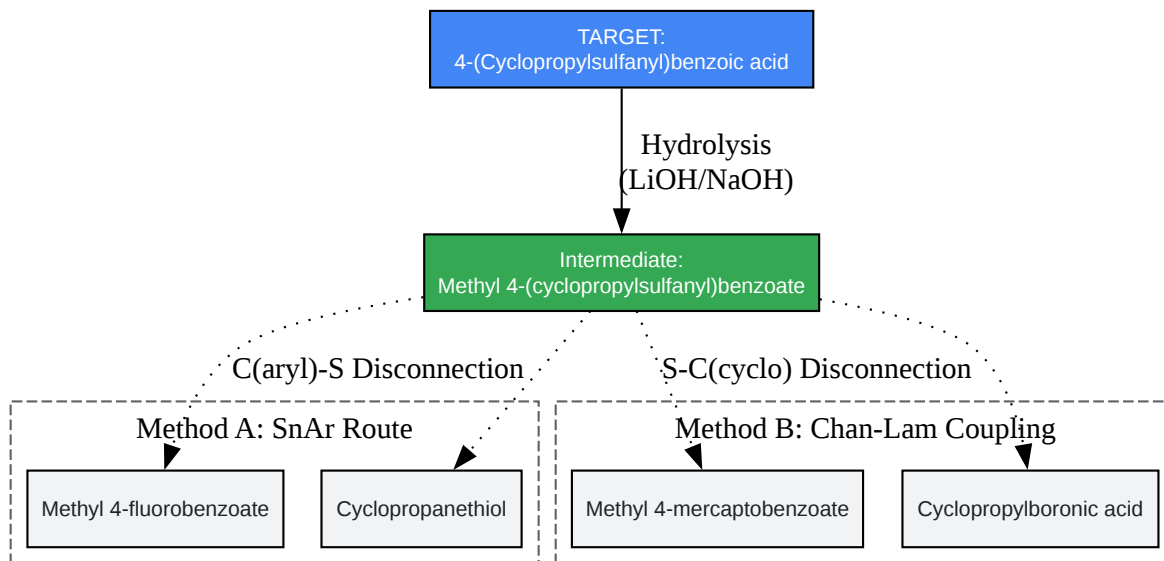 TARGET:
4-(Cyclopropylsulfanyl)benzoic acid
Hydrolysis
(LiOH/NaOH)
Intermediate:
Methyl 4-(cyclopropylsulfanyl)benzoate
C(aryl)-S Disconnection
S-C(cyclo) Disconnection
Method A: SnAr Route
Method B: Chan-Lam Coupling
Methyl 4-fluorobenzoate
Cyclopropanethiol
Methyl 4-mercaptobenzoate
Cyclopropylboronic acid